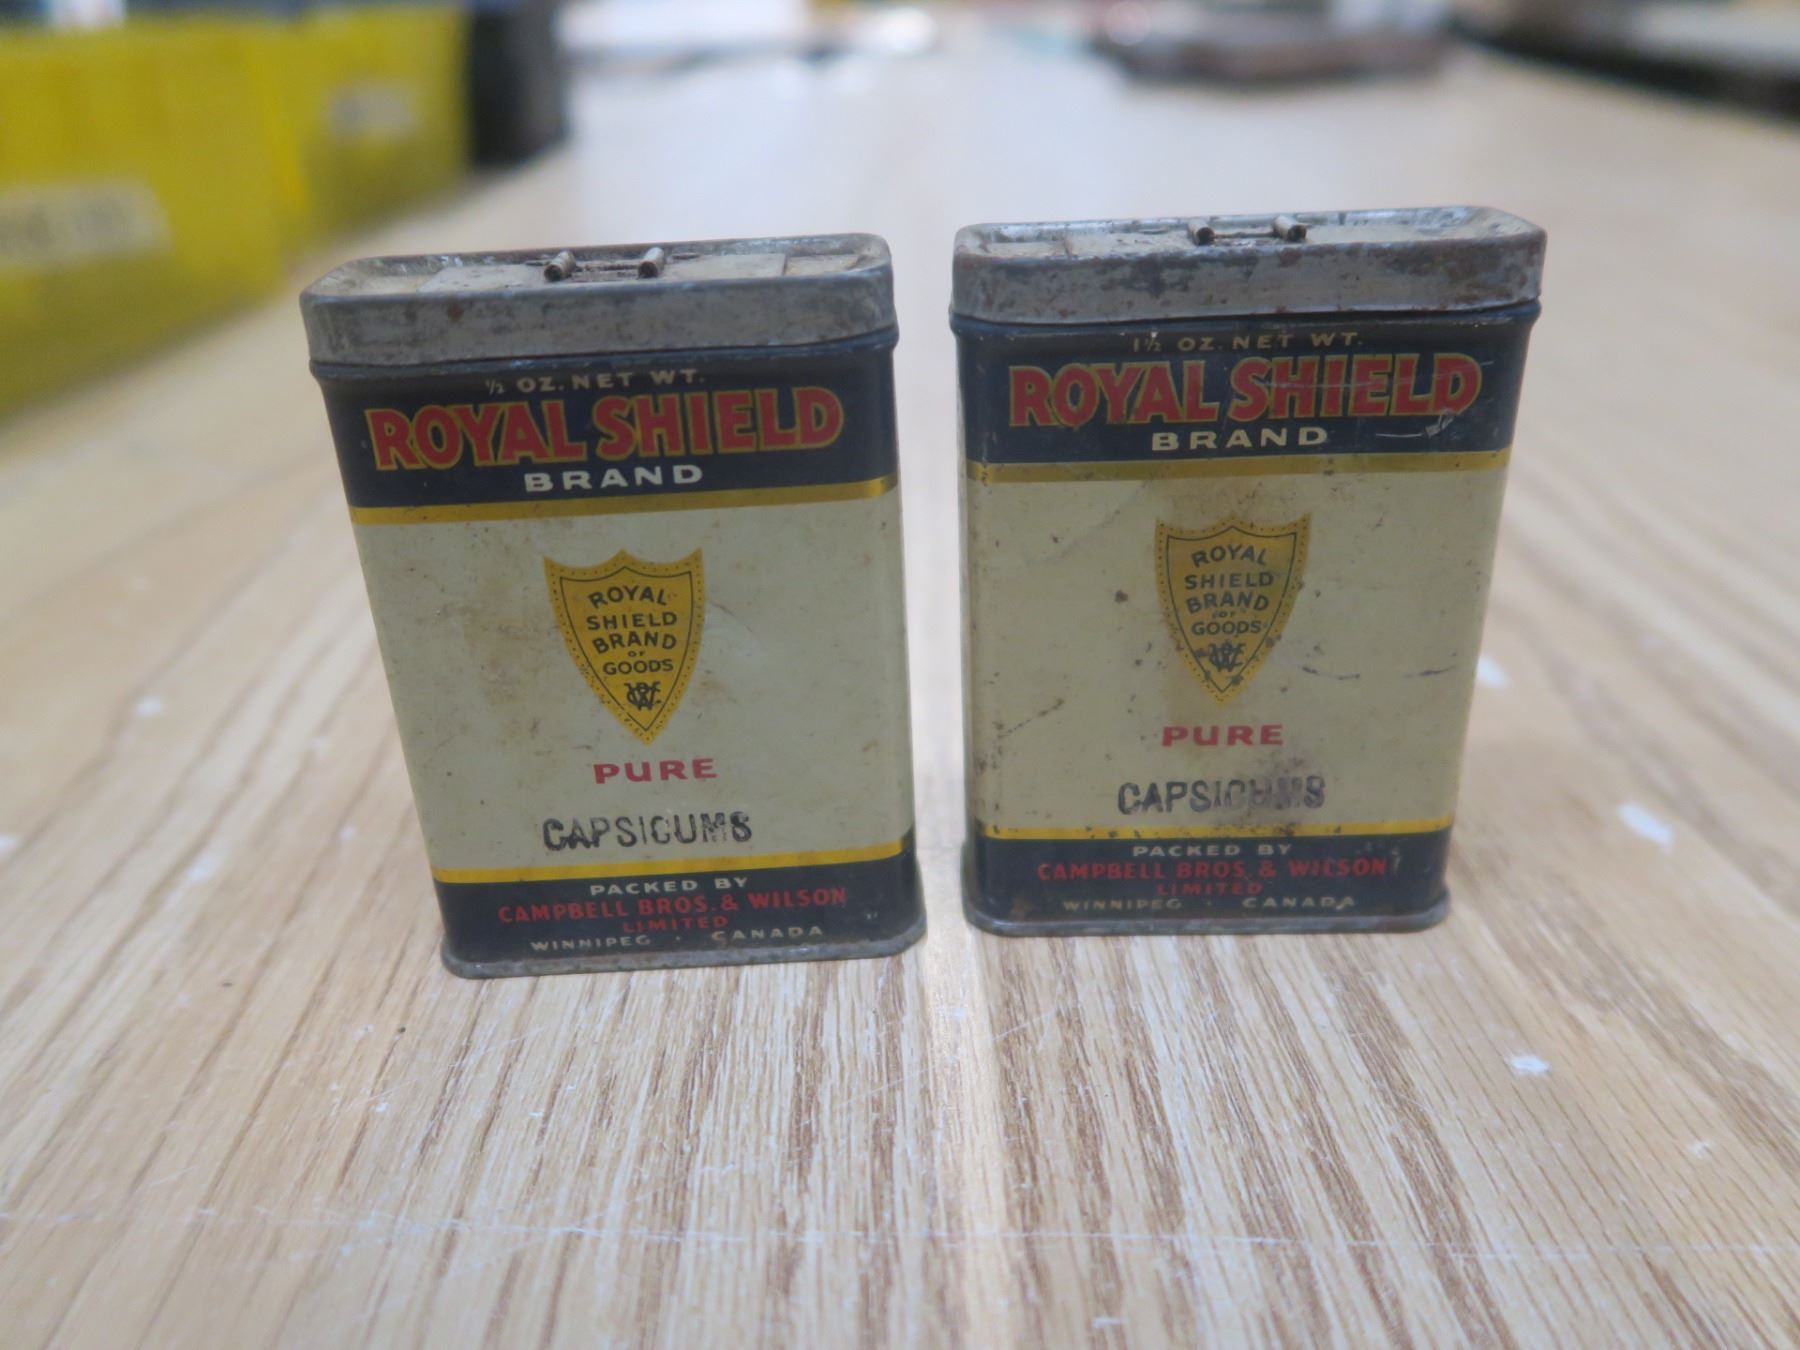 ½ OZ. NET WT.
ROYAL SHIELD
BRAND
ROYAL
SHIELD
BRAND
OF
GOODS
PURE
CAPSICUMS
PACKED BY
CAMPBELL BROS. & WILSON
LIMITED
WINNIPEG · CANADA
1½ OZ. NET WT.
ROYAL SHIELD
BRAND
ROYAL
SHIELD
BRAND
OF
GOODS
PURE
CAPSICUMS
PACKED BY
CAMPBELL BROS. & WILSON
LIMITED
WINNIPEG · CANADA